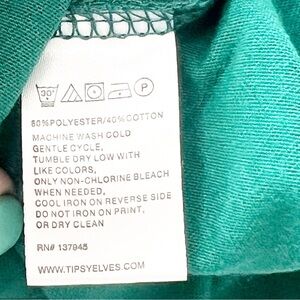 30°
P
60%POLYESTER/40%COTTON
MACHINE WASH COLD
GENTLE CYCLE,
TUMBLE DRY LOW WITH
LIKE COLORS,
ONLY NON-CHLORINE BLEACH
WHEN NEEDED,
COOL IRON ON REVERSE SIDE
DO NOT IRON ON PRINT,
OR DRY CLEAN
RN# 137945
WWW.TIPSYELVES.COM